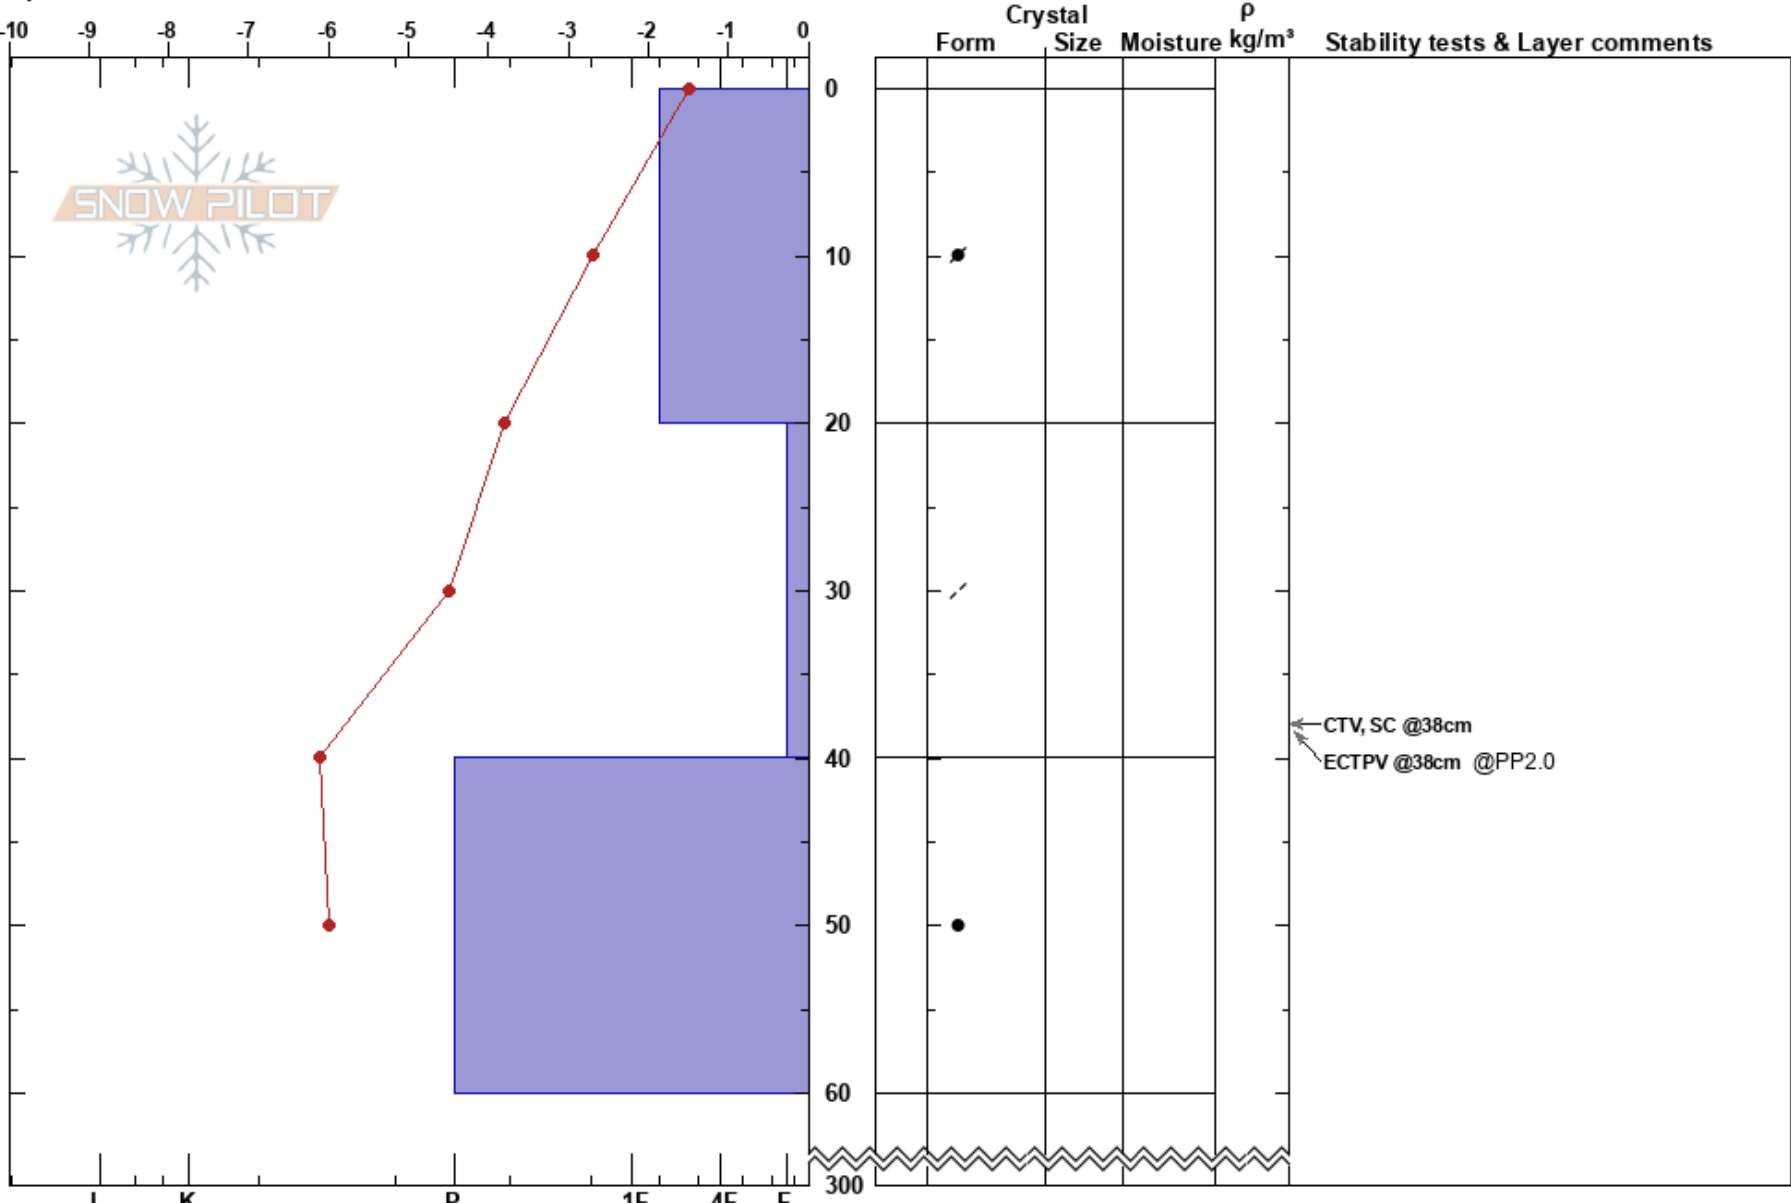 -10 -9 -8 -7 -6 -5 -4 -3 -2 -1 0
Crystal
Form Size Moisture
ρ
kg/m³
Stability tests & Layer comments
SNOW PILOT
0
10
20
30
CTV, SC @38cm
40
ECTPV @38cm @PP2.0
50
60
300
I K P 1F 4F F